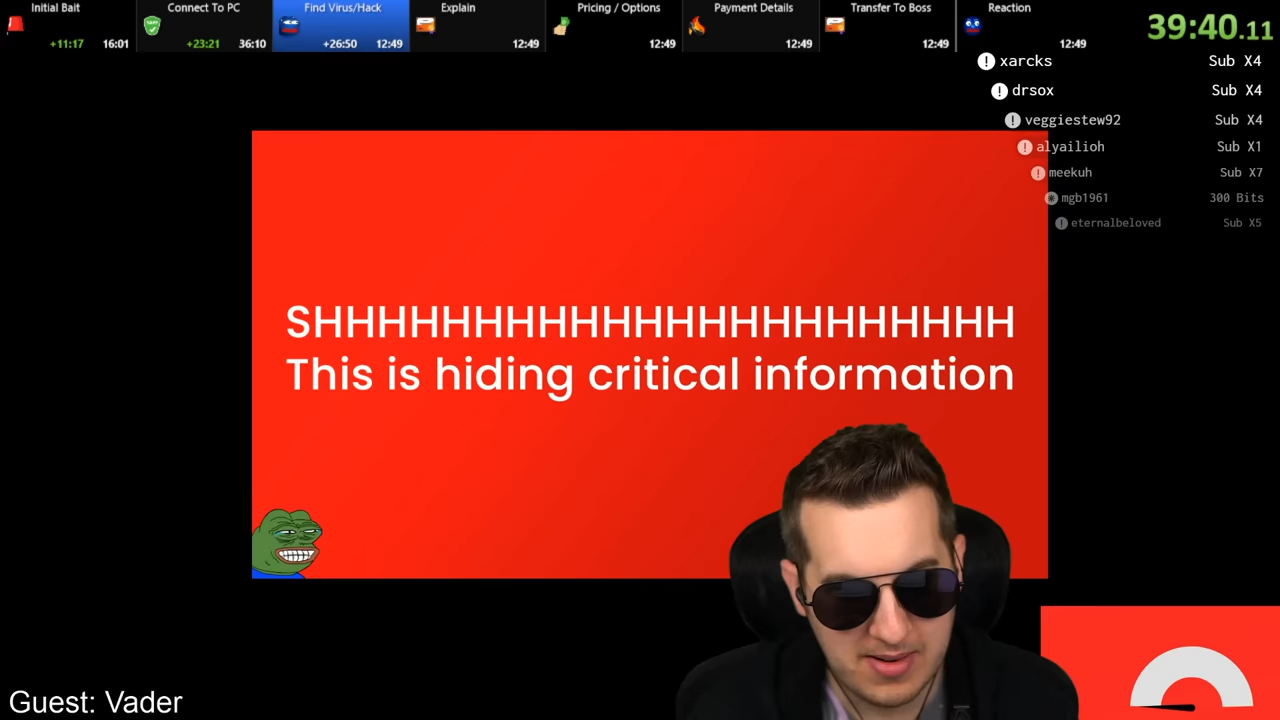 Initial Bait
+11:17 16:01
Connect To PC
+23:21 36:10
Find Virus/Hack
+26:50 12:49
Explain
12:49
Pricing / Options
12:49
Payment Details
12:49
Transfer To Boss
12:49
Reaction
12:49
39:40.11
xarcks Sub X4
drsox Sub X4
veggiestew92 Sub X4
alyailioh Sub X1
meekuh Sub X7
mgb1961 300 Bits
eternalbeloved Sub X5
SHHHHHHHHHHHHHHHHHHHHHH
This is hiding critical information
Guest: Vader